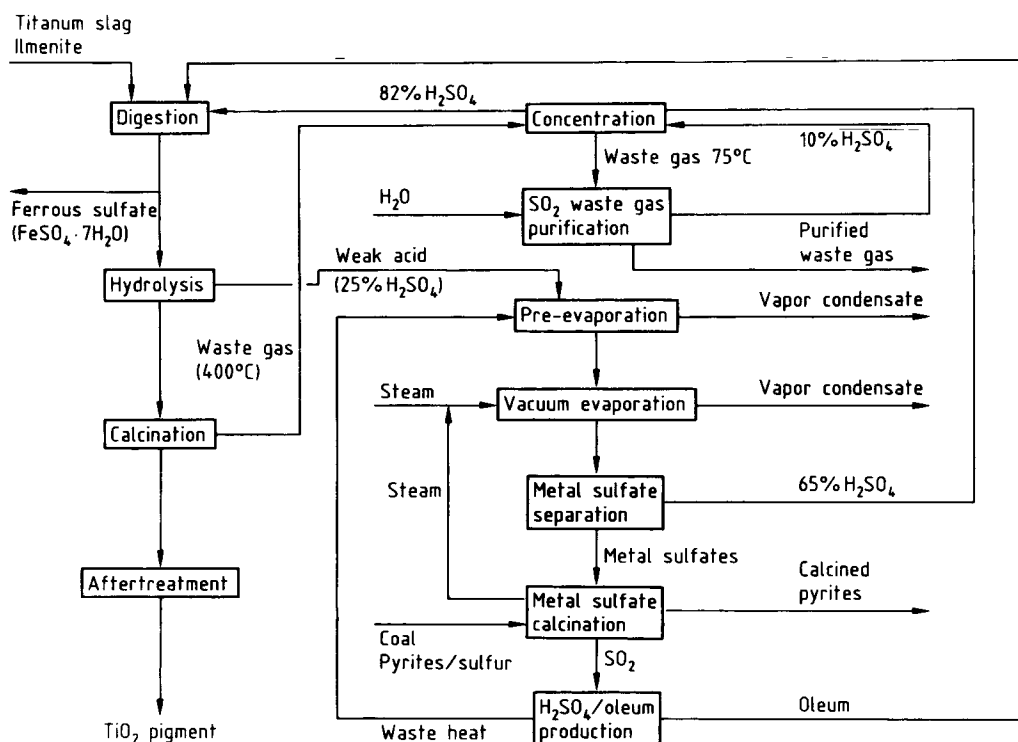 Titanum slag
Ilmenite
82% H₂SO₄
Digestion
Concentration
10% H₂SO₄
Waste gas 75°C
H₂O
SO₂ waste gas
purification
Ferrous sulfate
(FeSO₄ · 7H₂O)
Purified
waste gas
Weak acid
(25% H₂SO₄)
Hydrolysis
Vapor condensate
Pre-evaporation
Waste gas
(400°C)
Steam
Vapor condensate
Vacuum evaporation
Calcination
Steam
Metal sulfate
separation
65% H₂SO₄
Metal sulfates
Aftertreatment
Calcined
pyrites
Metal sulfate
calcination
Coal
Pyrites/sulfur
SO₂
H₂SO₄/oleum
production
Oleum
TiO₂ pigment
Waste heat